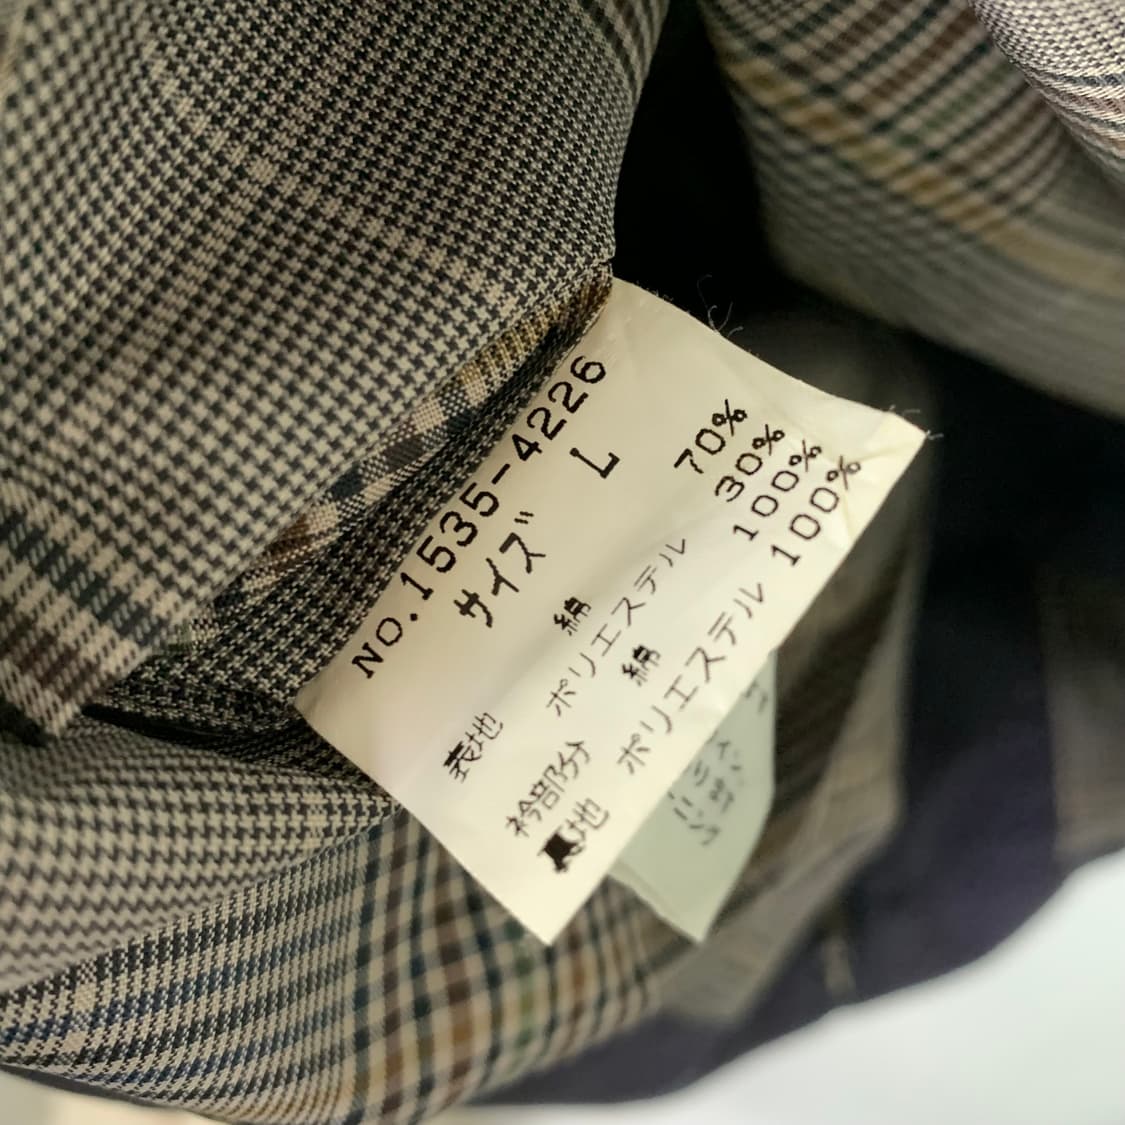 NO.1535-4226
サイズ L
表地 綿 70%
ポリエステル 30%
衿部分 綿 100%
裏地 ポリエステル 100%